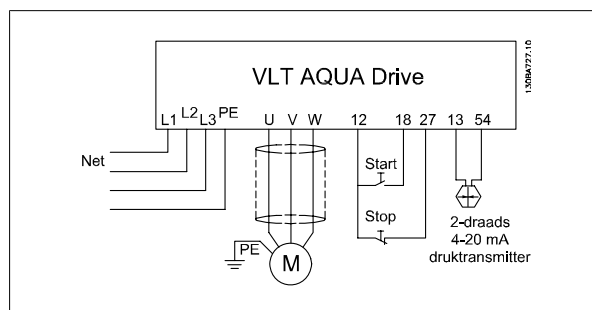 VLT AQUA Drive
130BA727.10
L1 L2 L3 PE U V W 12 18 27 13 54
Net
Start
Stop
PE
M
2-draads
4-20 mA
druktransmitter